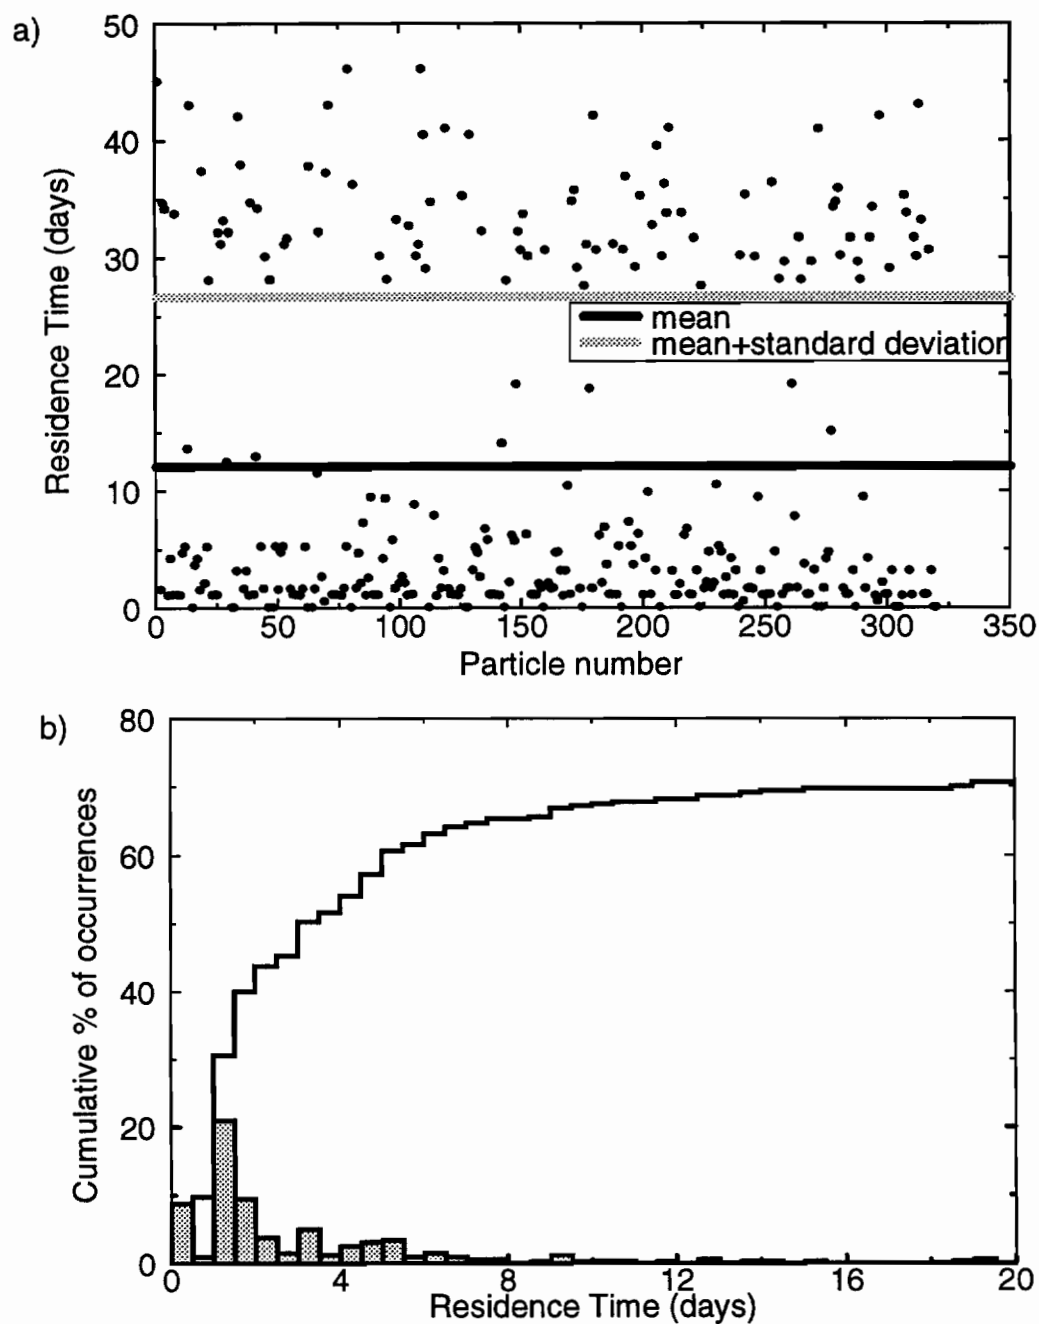 a)
50
40
30
20
10
0
Residence Time (days)
mean
mean+standard deviation
0 50 100 150 200 250 300 350
Particle number
b)
80
60
40
20
0
Cumulative % of occurrences
0 4 8 12 16 20
Residence Time (days)